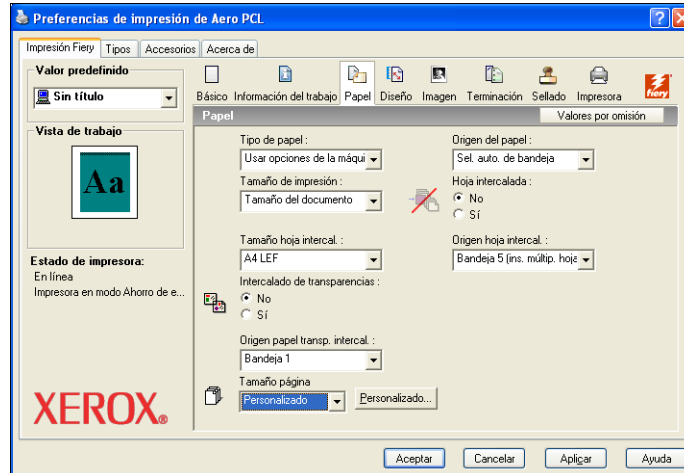 Preferencias de impresión de Aero PCL
Impresión Fiery Tipos Accesorios Acerca de
Valor predefinido
Sin título
Vista de trabajo
Aa
Estado de impresora:
En línea
Impresora en modo Ahorro de e...
XEROX®
Básico Información del trabajo Papel Diseño Imagen Terminación Sellado Impresora
fiery
Papel
Valores por omisión
Tipo de papel :
Usar opciones de la máqui
Origen del papel :
Sel. auto. de bandeja
Tamaño de impresión :
Tamaño del documento
Hoja intercalada :
No
Sí
Tamaño hoja intercal. :
A4 LEF
Origen hoja intercal. :
Bandeja 5 (ins. múltip. hoja
Intercalado de transparencias :
No
Sí
Origen papel transp. intercal. :
Bandeja 1
Tamaño página
Personalizado
Personalizado...
Aceptar Cancelar Aplicar Ayuda